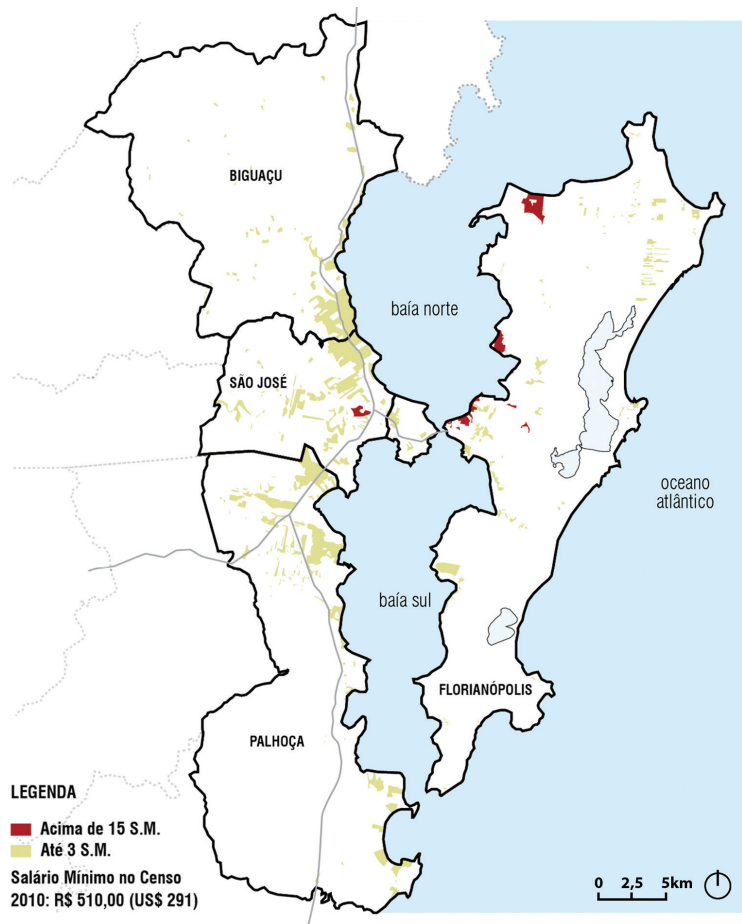 BIGUAÇU
baía norte
SÃO JOSÉ
oceano
atlântico
baía sul
FLORIANÓPOLIS
PALHOÇA
LEGENDA
Acima de 15 S.M.
Até 3 S.M.
Salário Mínimo no Censo
2010: R$ 510,00 (US$ 291)
0 2,5 5km